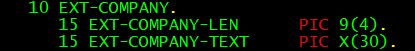 10 EXT-COMPANY.
15 EXT-COMPANY-LEN PIC 9(4).
15 EXT-COMPANY-TEXT PIC X(30).